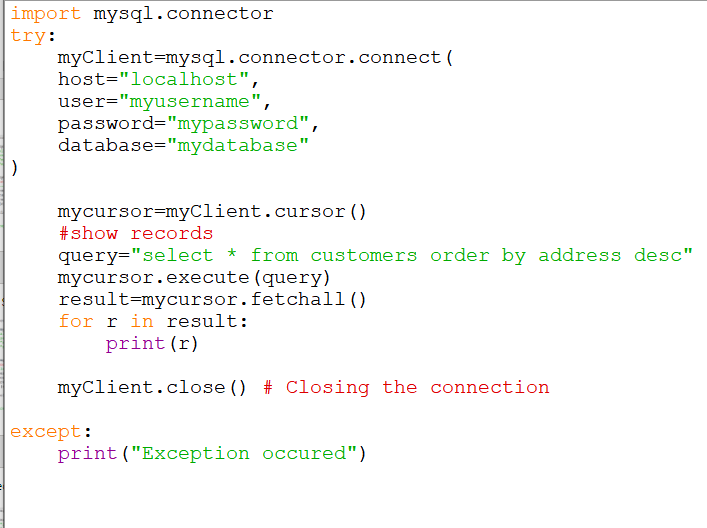 import mysql.connector
try:
    myClient=mysql.connector.connect(
    host="localhost",
    user="myusername",
    password="mypassword",
    database="mydatabase"
)

    mycursor=myClient.cursor()
    #show records
    query="select * from customers order by address desc"
    mycursor.execute(query)
    result=mycursor.fetchall()
    for r in result:
        print(r)

    myClient.close() # Closing the connection

except:
    print("Exception occured")